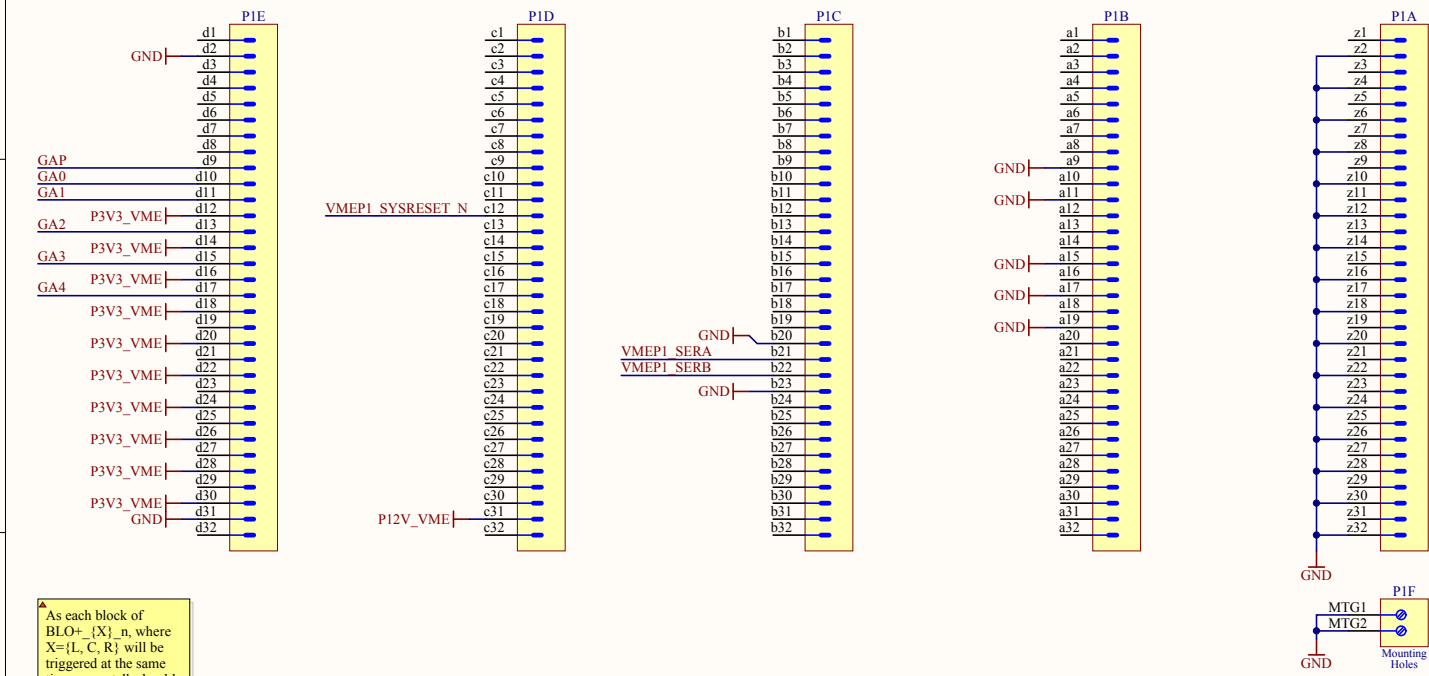 P1E
d1
d2
GND
d3
d4
d5
d6
d7
d8
GAP
d9
GA0
d10
GA1
d11
P3V3_VME
d12
GA2
d13
P3V3_VME
d14
GA3
d15
P3V3_VME
d16
GA4
d17
P3V3_VME
d18
d19
P3V3_VME
d20
d21
P3V3_VME
d22
d23
P3V3_VME
d24
d25
P3V3_VME
d26
d27
P3V3_VME
d28
d29
P3V3_VME
d30
GND
d31
d32
P1D
c1
c2
c3
c4
c5
c6
c7
c8
c9
c10
c11
VMEP1_SYSRESET_N
c12
c13
c14
c15
c16
c17
c18
c19
c20
c21
c22
c23
c24
c25
c26
c27
c28
c29
c30
P12V_VME
c31
c32
P1C
b1
b2
b3
b4
b5
b6
b7
b8
b9
b10
b11
b12
b13
b14
b15
b16
b17
b18
b19
GND
b20
VMEP1_SERA
b21
VMEP1_SERB
b22
GND
b23
b24
b25
b26
b27
b28
b29
b30
b31
b32
P1B
a1
a2
a3
a4
a5
a6
a7
a8
GND
a9
a10
GND
a11
a12
a13
a14
GND
a15
a16
GND
a17
a18
GND
a19
a20
a21
a22
a23
a24
a25
a26
a27
a28
a29
a30
a31
a32
P1A
z1
z2
z3
z4
z5
z6
z7
z8
z9
z10
z11
z12
z13
z14
z15
z16
z17
z18
z19
z20
z21
z22
z23
z24
z25
z26
z27
z28
z29
z30
z31
z32
GND
P1F
MTG1
MTG2
GND
Mounting
Holes
As each block of
BLO+_{X}_n, where
X={L, C, R} will be
triggered at the same